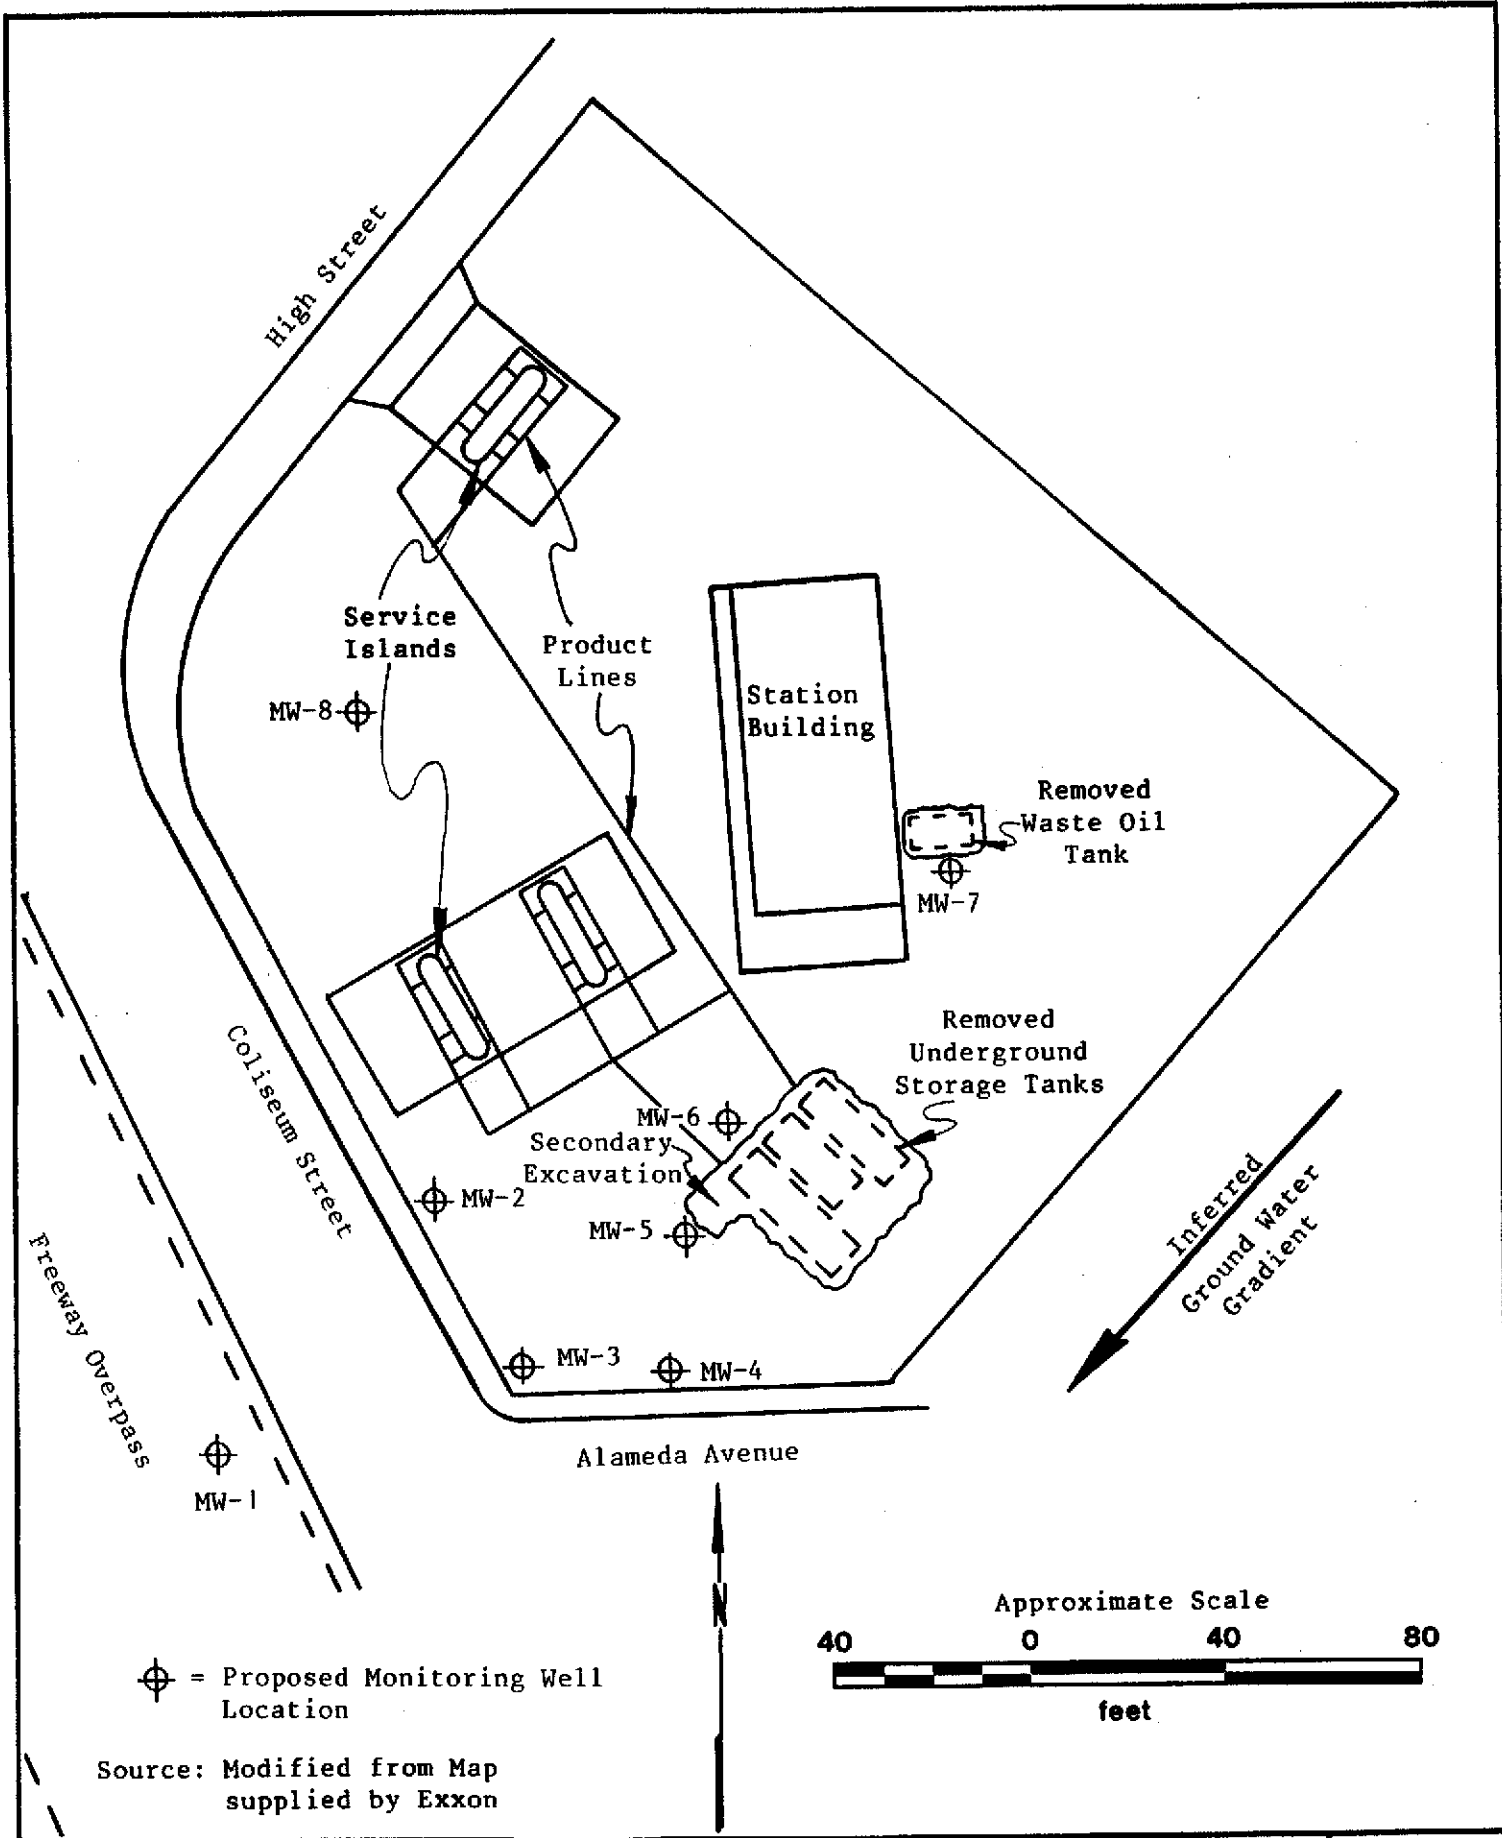 High Street
Service
Islands
Product
Lines
MW-8
Station
Building
Removed
Waste Oil
Tank
MW-7
Coliseum Street
Removed
Underground
Storage Tanks
MW-6
Secondary
Excavation
MW-2
MW-5
Inferred
Ground Water
Gradient
Freeway Overpass
MW-3
MW-4
Alameda Avenue
MW-1
N
Approximate Scale
40 0 40 80
feet
= Proposed Monitoring Well
Location
Source: Modified from Map
supplied by Exxon